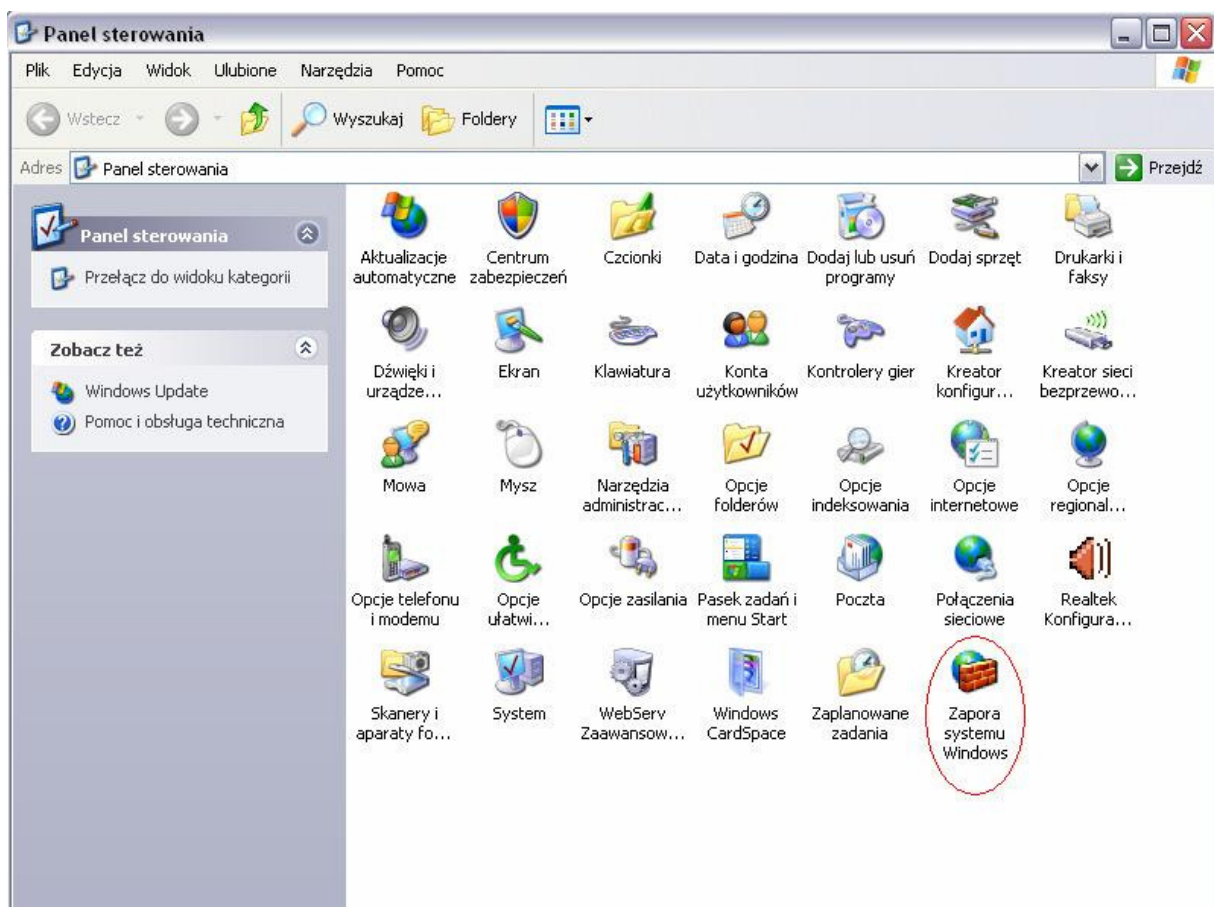 Panel sterowania
Plik Edycja Widok Ulubione Narzędzia Pomoc
Wstecz Wyszukaj Foldery
Adres Panel sterowania Przejdź
Panel sterowania
Przełącz do widoku kategorii
Zobacz też
Windows Update
Pomoc i obsługa techniczna
Aktualizacje
automatyczne
Centrum
zabezpieczeń
Czcionki
Data i godzina
Dodaj lub usuń
programy
Dodaj sprzęt
Drukarki i
faksy
Dźwięki i
urządze...
Ekran
Klawiatura
Konta
użytkowników
Kontrolery gier
Kreator
konfigur...
Kreator sieci
bezprzewo...
Mowa
Mysz
Narzędzia
administrac...
Opcje
folderów
Opcje
indeksowania
Opcje
internetowe
Opcje
regional...
Opcje telefonu
i modemu
Opcje
ułatwi...
Opcje zasilania
Pasek zadań i
menu Start
Poczta
Połączenia
sieciowe
Realtek
Konfigura...
Skanery i
aparaty fo...
System
WebServ
Zaawansow...
Windows
CardSpace
Zaplanowane
zadania
Zapora
systemu
Windows